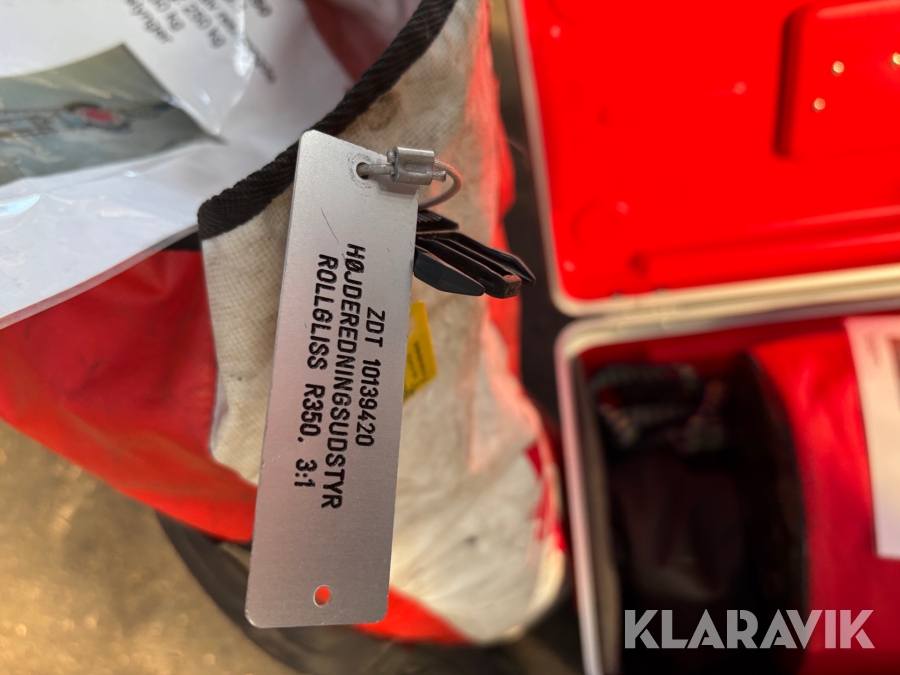 ZDT 10139420
HØJDEREDNINGSUDSTYR
ROLLGLISS R350. 3:1
KLARAVIK